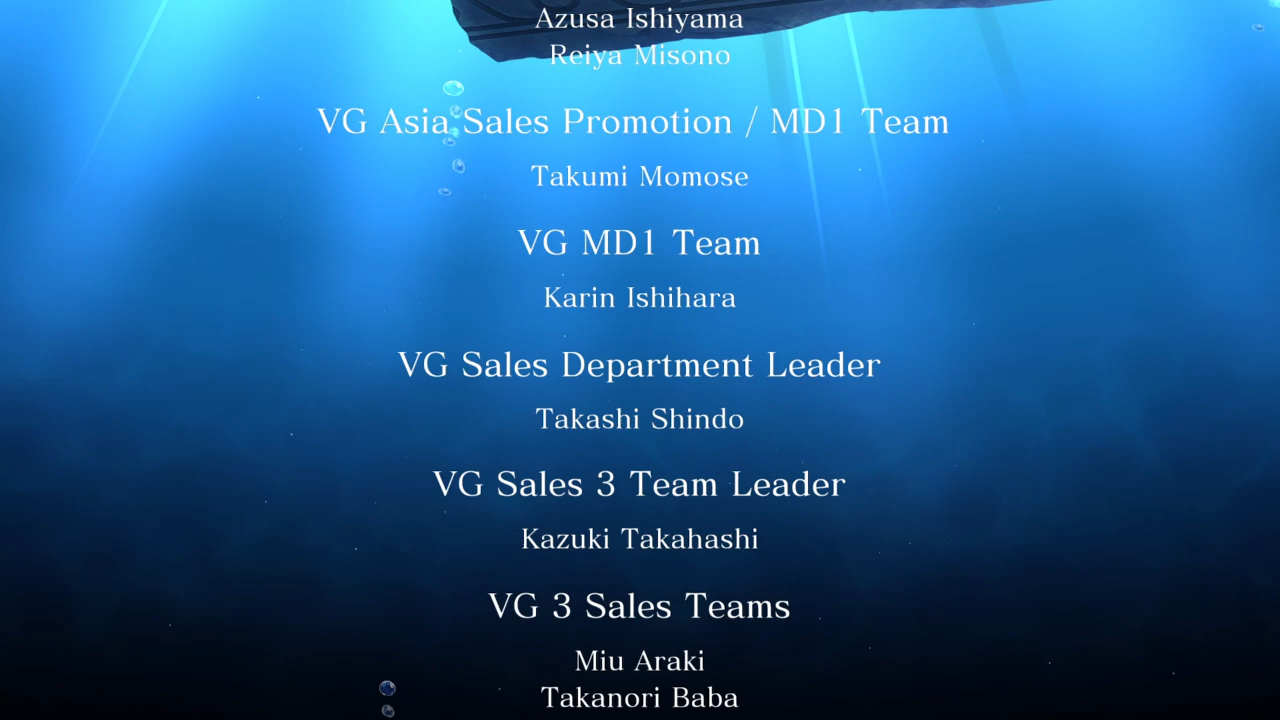 Azusa Ishiyama
Reiya Misono
VG Asia Sales Promotion / MD1 Team
Takumi Momose
VG MD1 Team
Karin Ishihara
VG Sales Department Leader
Takashi Shindo
VG Sales 3 Team Leader
Kazuki Takahashi
VG 3 Sales Teams
Miu Araki
Takanori Baba